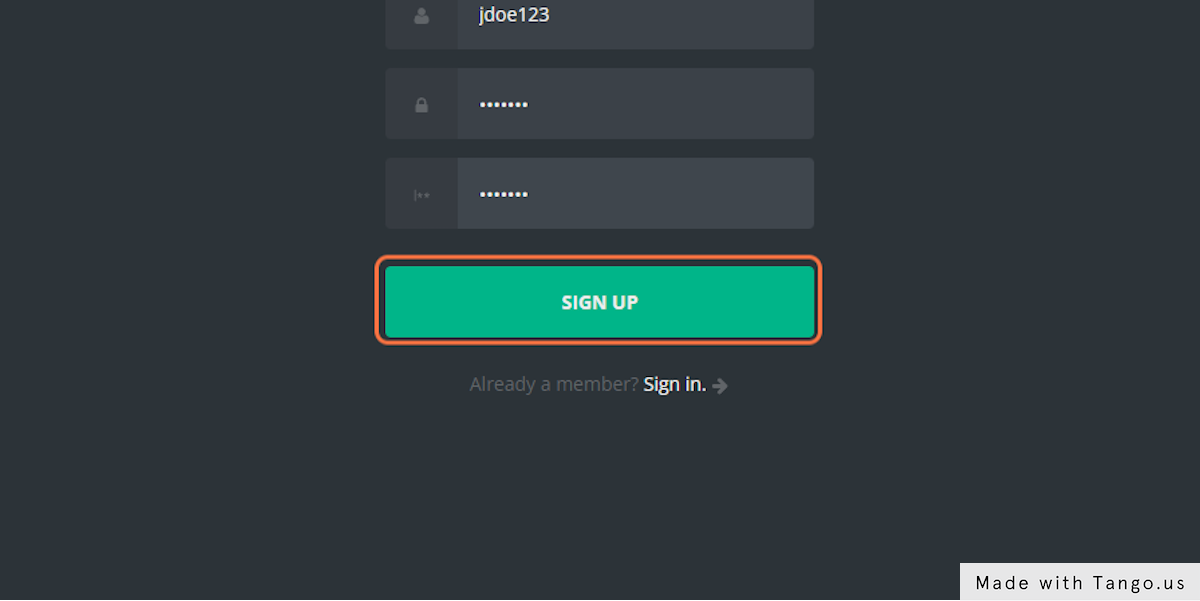 jdoe123
•••••••
•••••••
SIGN UP
Already a member? Sign in.
Made with Tango.us